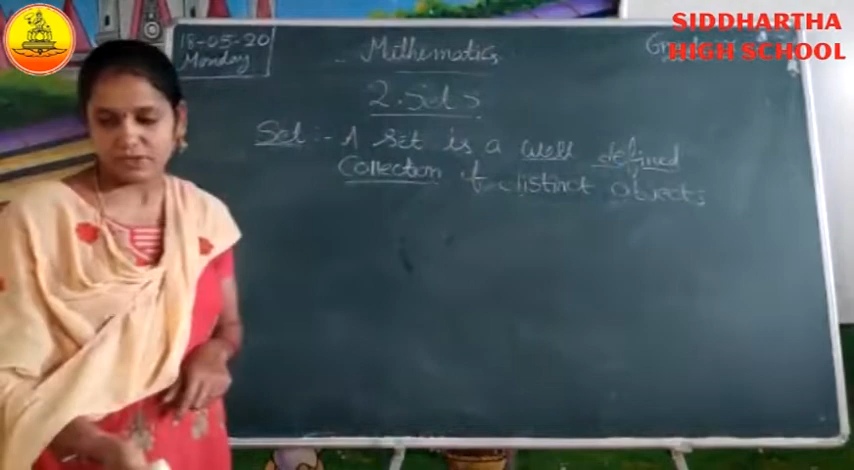 SIDDHARTHA
HIGH SCHOOL
18-05-20
Monday
Mathematics
2. Sets
Set :- A set is a well defined
Collection of distinct objects